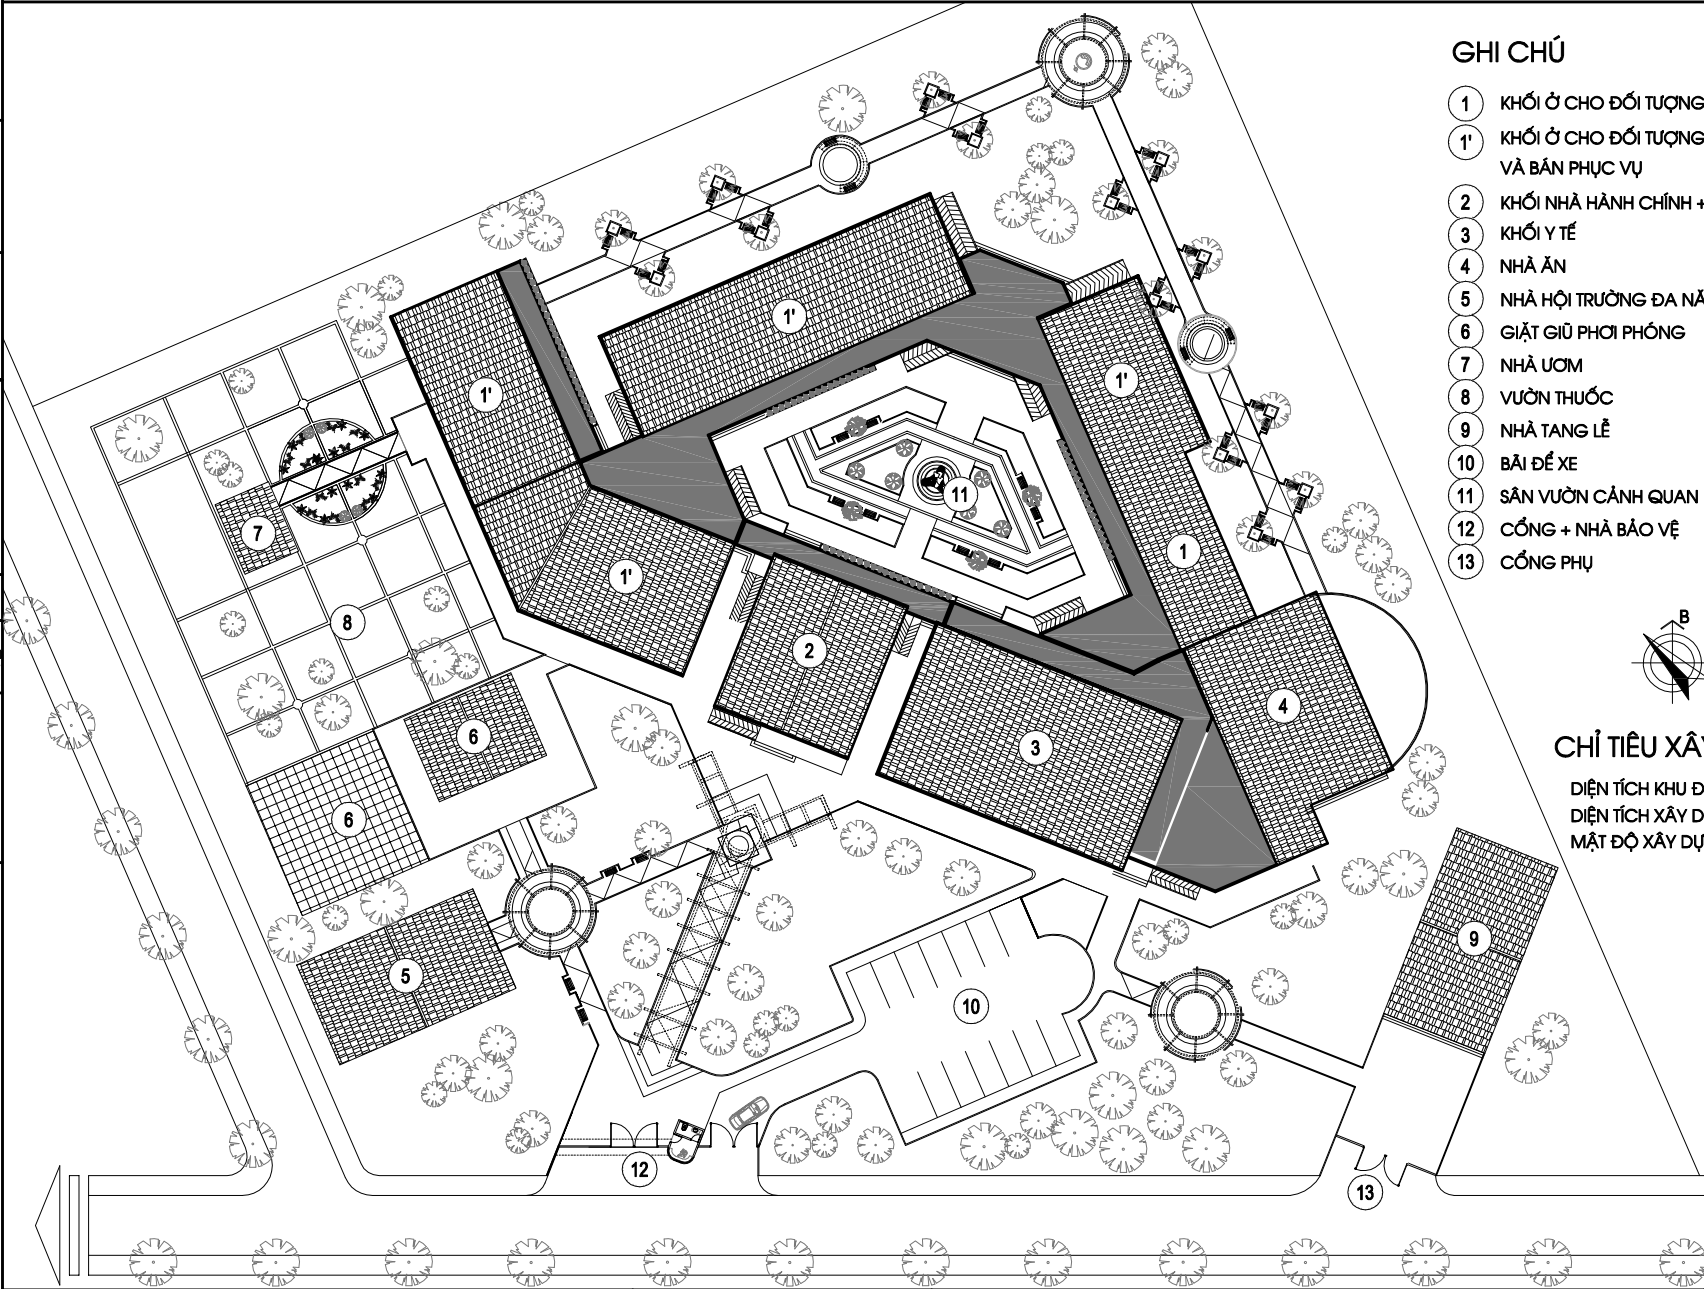 GHI CHÚ
1 KHỐI Ở CHO ĐỐI TƯỢNG
1' KHỐI Ở CHO ĐỐI TƯỢNG
VÀ BÁN PHỤC VỤ
2 KHỐI NHÀ HÀNH CHÍNH +
3 KHỐI Y TẾ
4 NHÀ ĂN
5 NHÀ HỘI TRƯỜNG ĐA NĂ
6 GIẶT GIŨ PHƠI PHÓNG
7 NHÀ ƯƠM
8 VƯỜN THUỐC
9 NHÀ TANG LỄ
10 BÃI ĐỂ XE
11 SÂN VƯỜN CẢNH QUAN
12 CỔNG + NHÀ BẢO VỆ
13 CỔNG PHỤ
B
CHỈ TIÊU XÂY
DIỆN TÍCH KHU Đ
DIỆN TÍCH XÂY D
MẬT ĐỘ XÂY DỰ
1'
1'
1'
1'
11
7
1
8
2
4
6
3
6
9
5
10
12
13